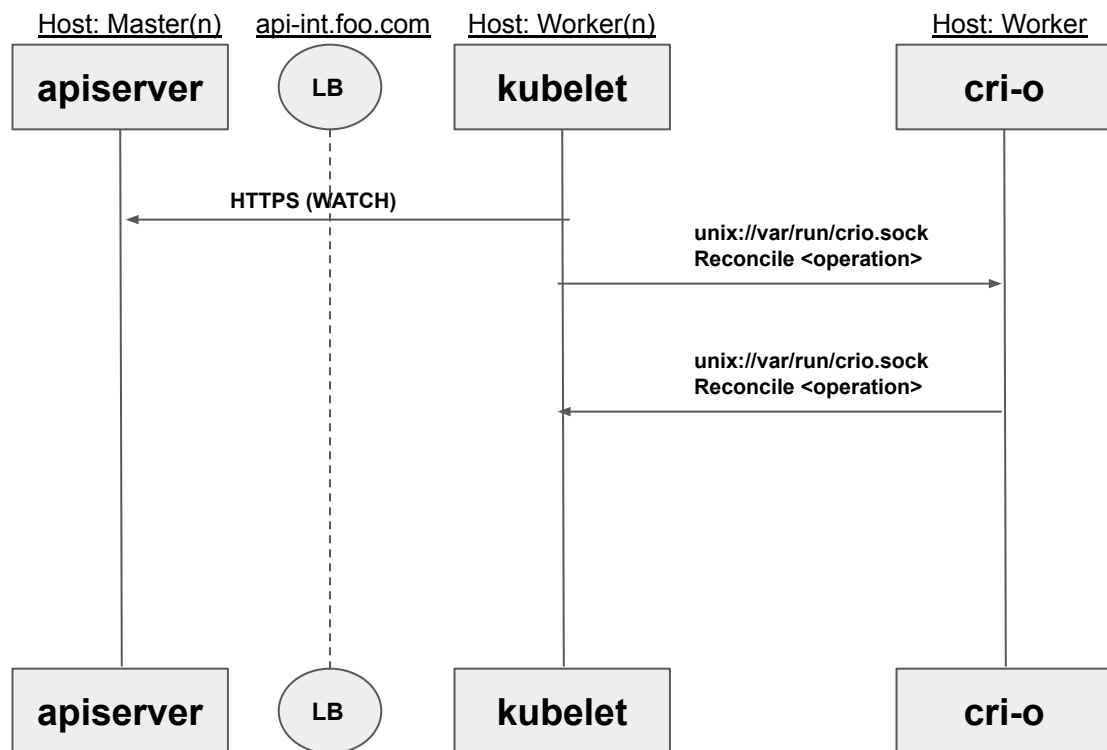 Host: Master(n)
api-int.foo.com
Host: Worker(n)
Host: Worker
apiserver
LB
kubelet
cri-o
HTTPS (WATCH)
unix://var/run/crio.sock
Reconcile <operation>
unix://var/run/crio.sock
Reconcile <operation>
apiserver
LB
kubelet
cri-o